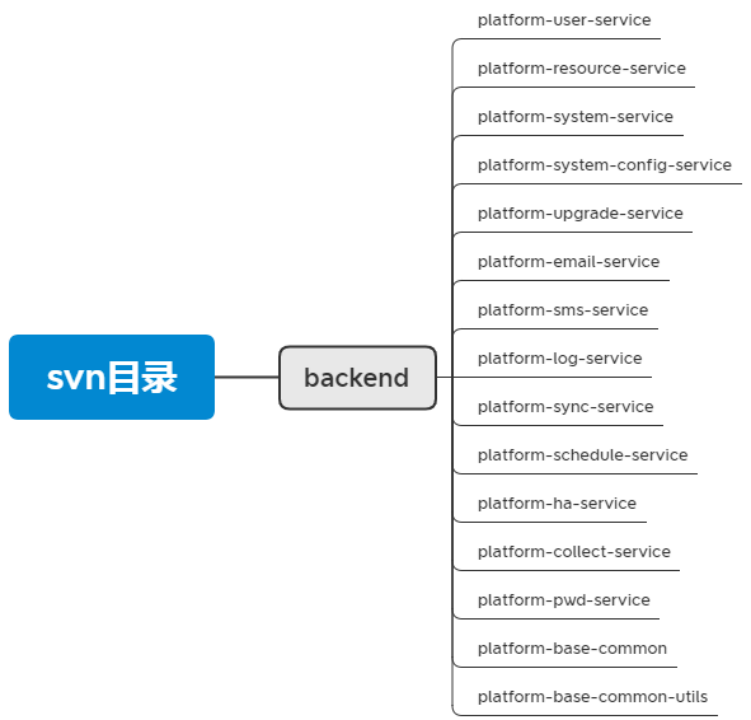 svn目录
backend
platform-user-service
platform-resource-service
platform-system-service
platform-system-config-service
platform-upgrade-service
platform-email-service
platform-sms-service
platform-log-service
platform-sync-service
platform-schedule-service
platform-ha-service
platform-collect-service
platform-pwd-service
platform-base-common
platform-base-common-utils